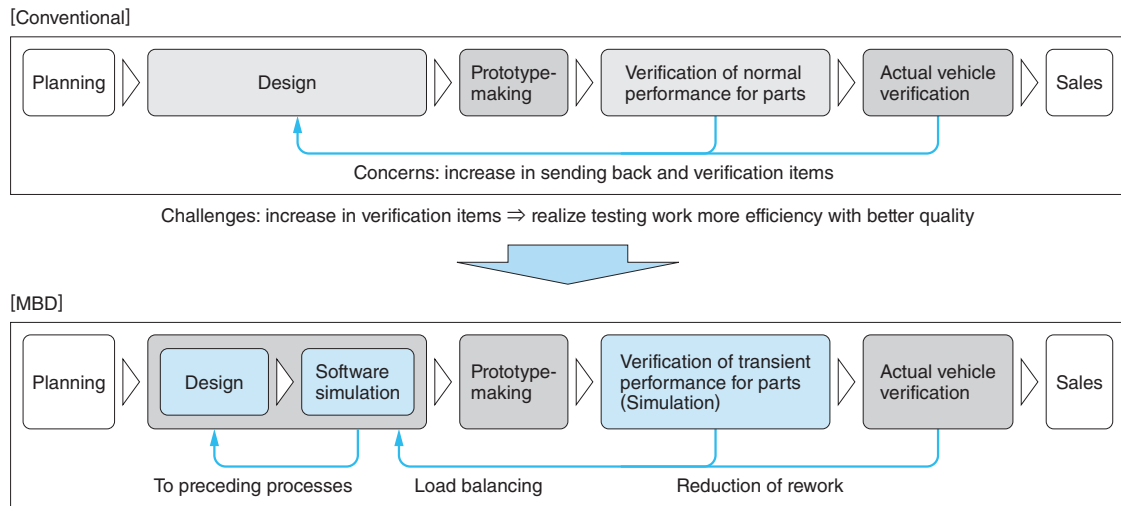 [Conventional]
Planning
Design
Prototype-
making
Verification of normal
performance for parts
Actual vehicle
verification
Sales
Concerns: increase in sending back and verification items
Challenges: increase in verification items ⇒ realize testing work more efficiency with better quality
[MBD]
Planning
Design
Software
simulation
Prototype-
making
Verification of transient
performance for parts
(Simulation)
Actual vehicle
verification
Sales
To preceding processes
Load balancing
Reduction of rework